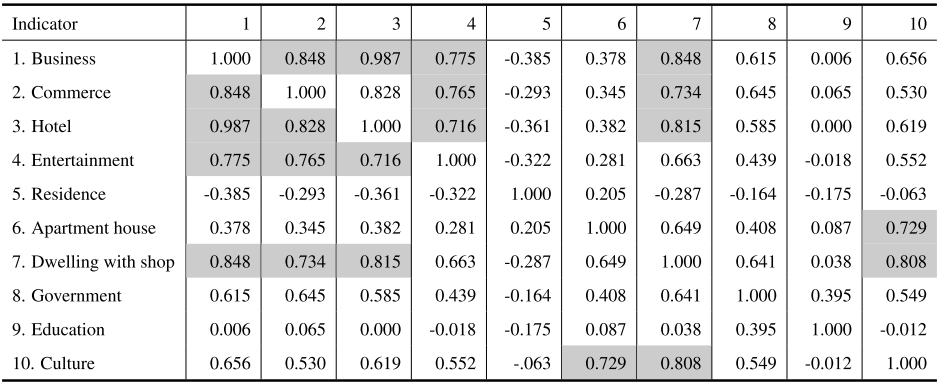 Indicator 1 2 3 4 5 6 7 8 9 10
1. Business 1.000 0.848 0.987 0.775 -0.385 0.378 0.848 0.615 0.006 0.656
2. Commerce 0.848 1.000 0.828 0.765 -0.293 0.345 0.734 0.645 0.065 0.530
3. Hotel 0.987 0.828 1.000 0.716 -0.361 0.382 0.815 0.585 0.000 0.619
4. Entertainment 0.775 0.765 0.716 1.000 -0.322 0.281 0.663 0.439 -0.018 0.552
5. Residence -0.385 -0.293 -0.361 -0.322 1.000 0.205 -0.287 -0.164 -0.175 -0.063
6. Apartment house 0.378 0.345 0.382 0.281 0.205 1.000 0.649 0.408 0.087 0.729
7. Dwelling with shop 0.848 0.734 0.815 0.663 -0.287 0.649 1.000 0.641 0.038 0.808
8. Government 0.615 0.645 0.585 0.439 -0.164 0.408 0.641 1.000 0.395 0.549
9. Education 0.006 0.065 0.000 -0.018 -0.175 0.087 0.038 0.395 1.000 -0.012
10. Culture 0.656 0.530 0.619 0.552 -.063 0.729 0.808 0.549 -0.012 1.000